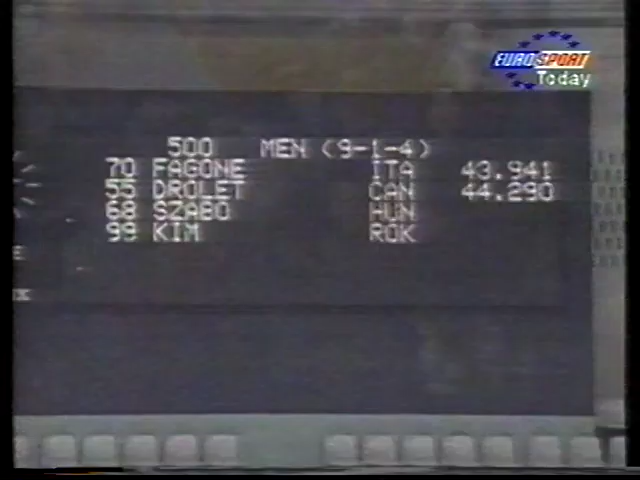 EUROSPORT
Today
500 MEN (9-1-4)
70 FAGONE ITA 43.941
55 DROLET CAN 44.290
68 SZABO HUN
99 KIM ROK